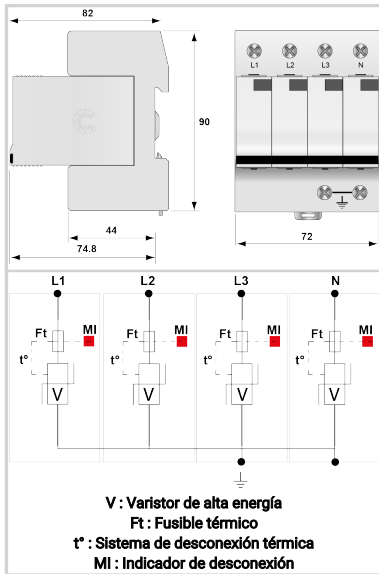 82
L1 L2 L3 N
C
90
44
74.8
72
L1 L2 L3 N
Ft MI Ft MI Ft MI Ft MI
t° t° t° t°
V V V V
V : Varistor de alta energía
Ft : Fusible térmico
t° : Sistema de desconexión térmica
MI : Indicador de desconexión